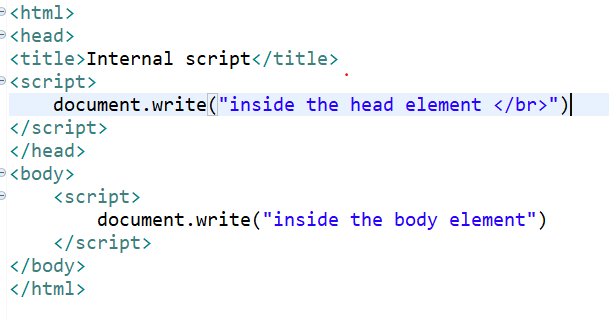 <html>
<head>
<title>Internal script</title>
<script>
    document.write("inside the head element </br>")
</script>
</head>
<body>
    <script>
        document.write("inside the body element")
    </script>
</body>
</html>